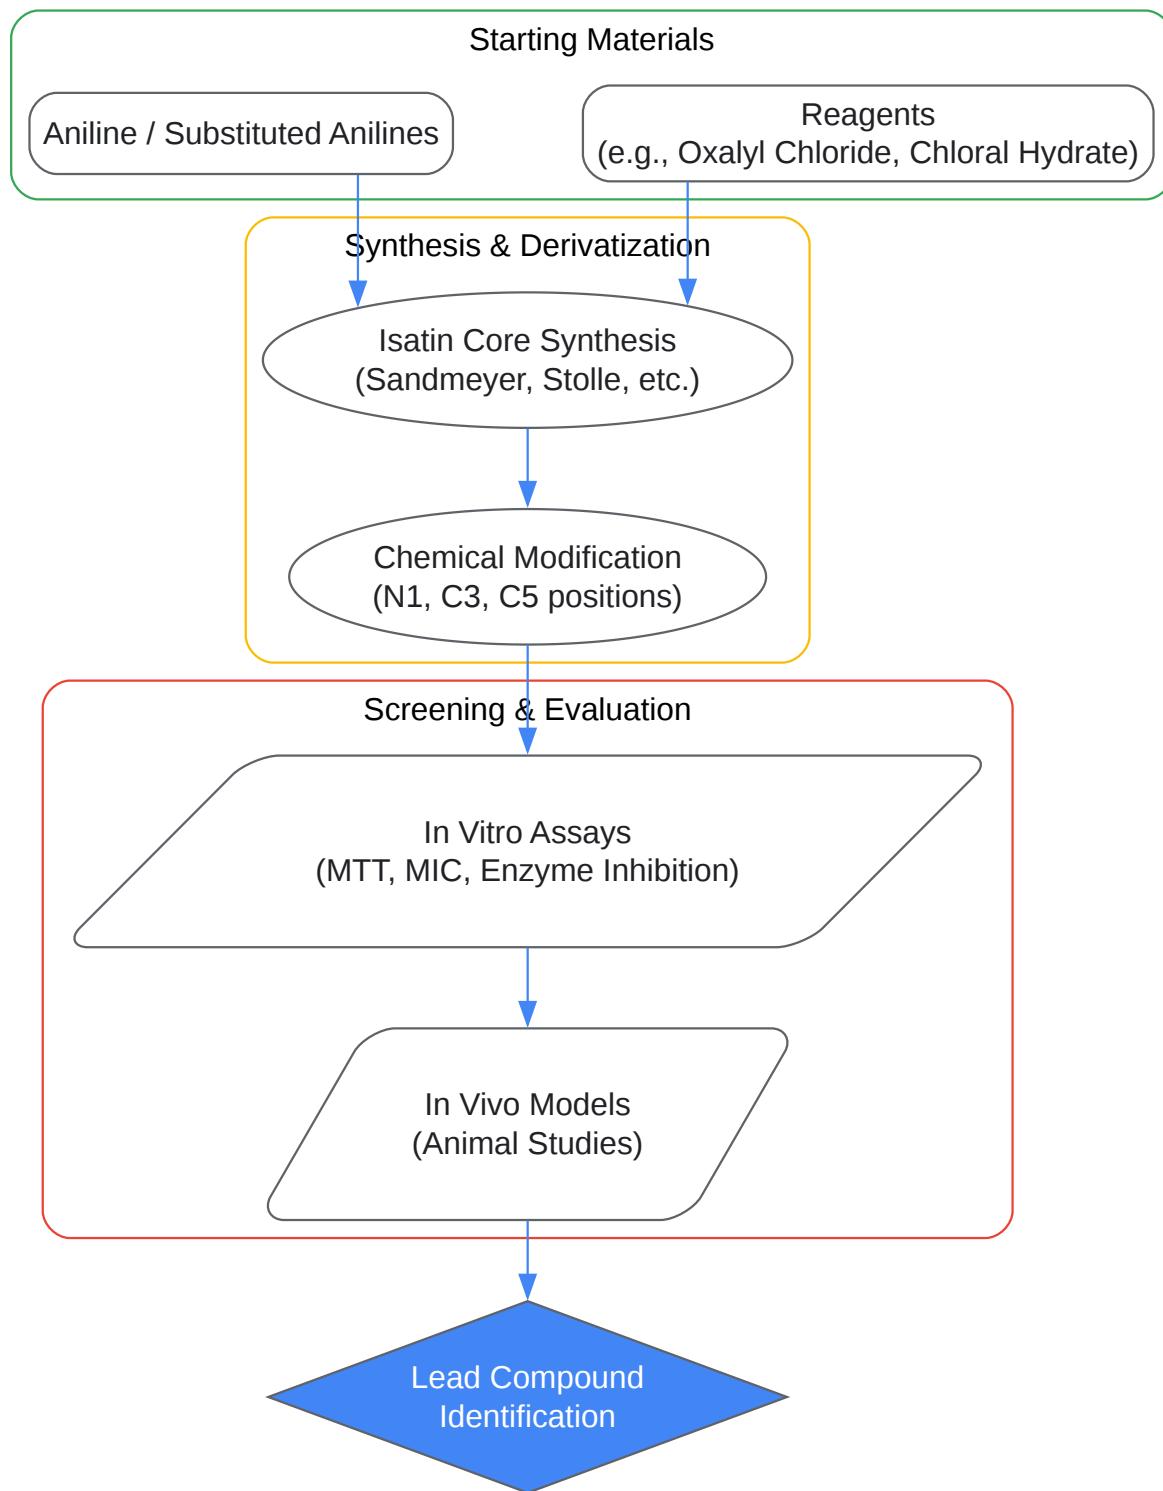 Starting Materials
Aniline / Substituted Anilines
Reagents
(e.g., Oxalyl Chloride, Chloral Hydrate)
Synthesis & Derivatization
Isatin Core Synthesis
(Sandmeyer, Stolle, etc.)
Chemical Modification
(N1, C3, C5 positions)
Screening & Evaluation
In Vitro Assays
(MTT, MIC, Enzyme Inhibition)
In Vivo Models
(Animal Studies)
Lead Compound
Identification